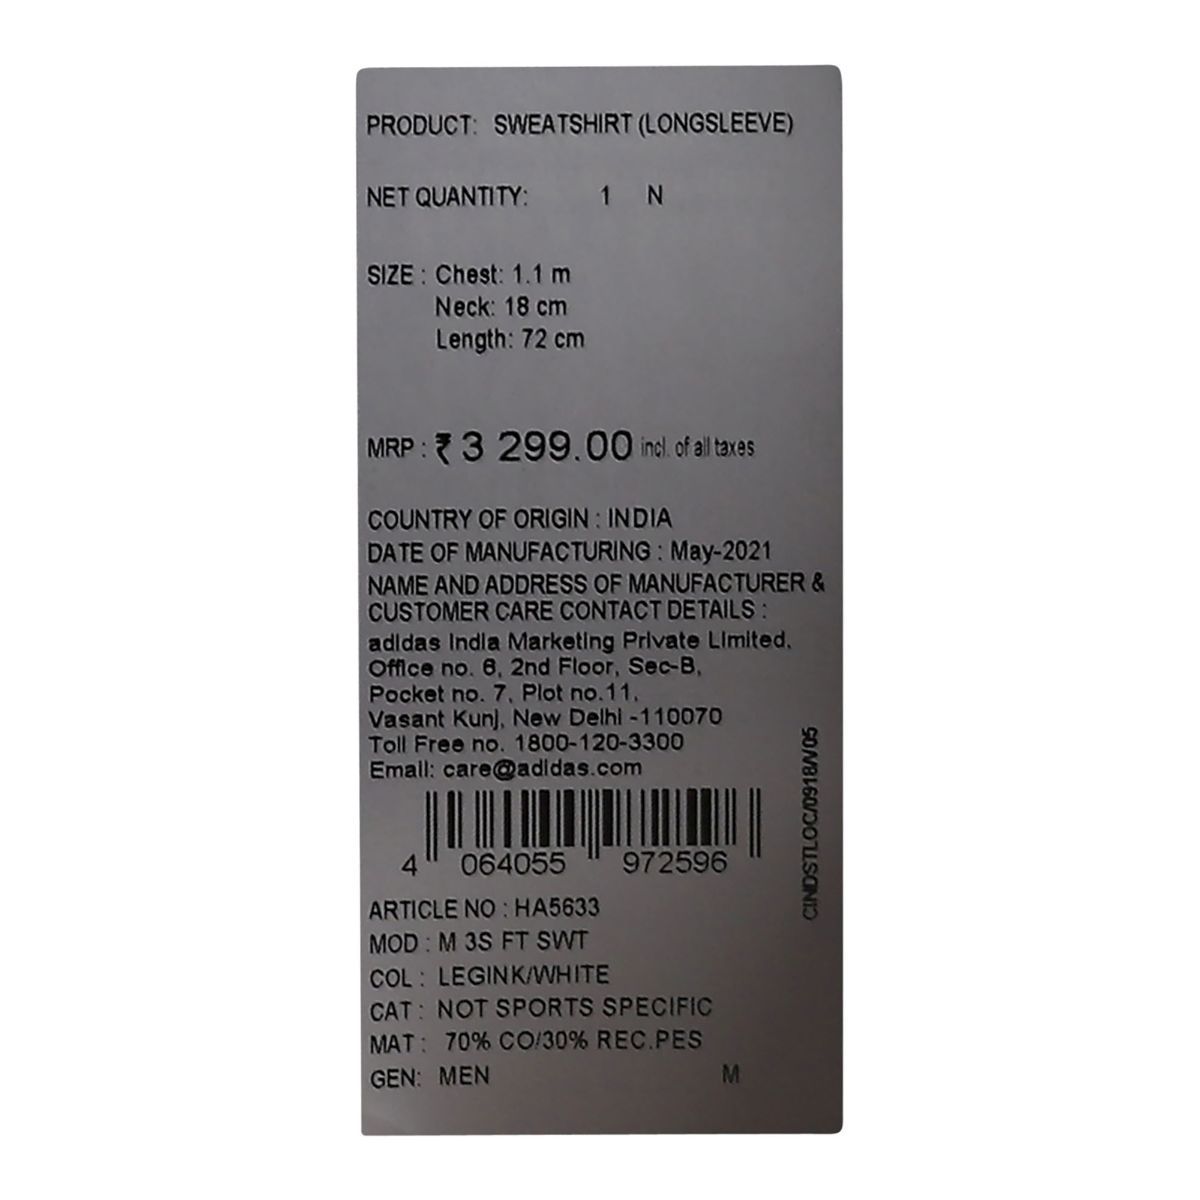 PRODUCT: SWEATSHIRT (LONGSLEEVE)
NET QUANTITY: 1 N
SIZE : Chest: 1.1 m
Neck: 18 cm
Length: 72 cm
MRP : ₹ 3 299.00 incl. of all taxes
COUNTRY OF ORIGIN : INDIA
DATE OF MANUFACTURING : May-2021
NAME AND ADDRESS OF MANUFACTURER &
CUSTOMER CARE CONTACT DETAILS :
adidas India Marketing Private Limited,
Office no. 6, 2nd Floor, Sec-B,
Pocket no. 7, Plot no.11,
Vasant Kunj, New Delhi -110070
Toll Free no. 1800-120-3300
Email: care@adidas.com
4 064055 972596
CINDSTLOC/0918/V05
ARTICLE NO : HA5633
MOD : M 3S FT SWT
COL : LEGINK/WHITE
CAT : NOT SPORTS SPECIFIC
MAT : 70% CO/30% REC.PES
GEN: MEN M